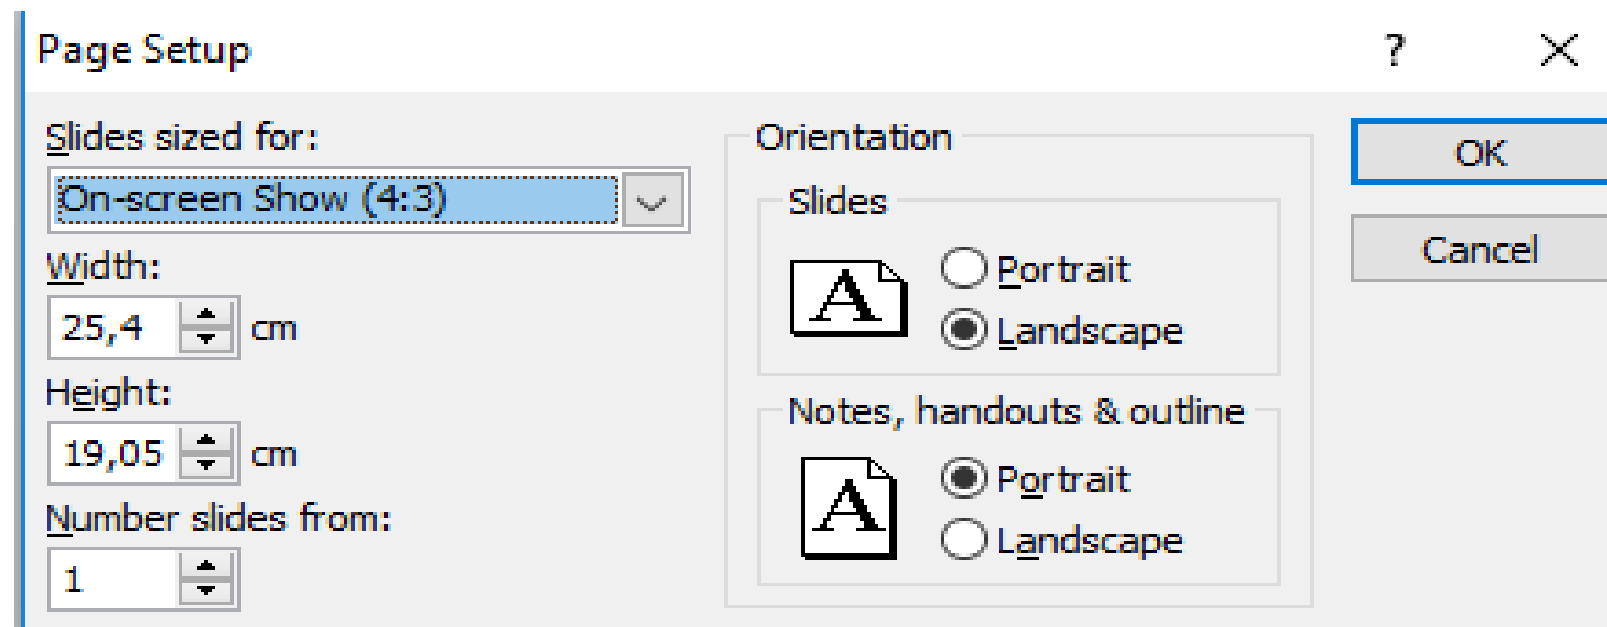 Page Setup
?
Slides sized for:
On-screen Show (4:3)
Width:
25,4 cm
Height:
19,05 cm
Number slides from:
1
Orientation
Slides
A
Portrait
Landscape
Notes, handouts & outline
A
Portrait
Landscape
OK
Cancel